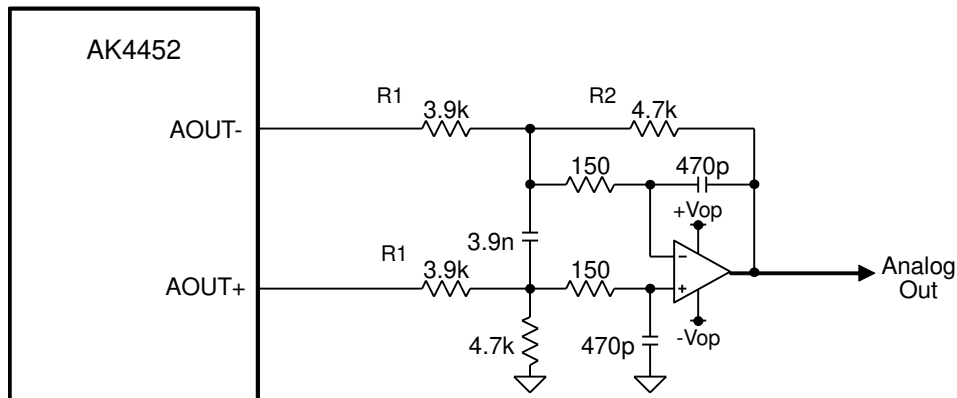 AK4452
R1
3.9k
R2
4.7k
AOUT-
150
470p
+Vop
3.9n
R1
3.9k
150
−
+
AOUT+
Analog
Out
4.7k
470p
-Vop